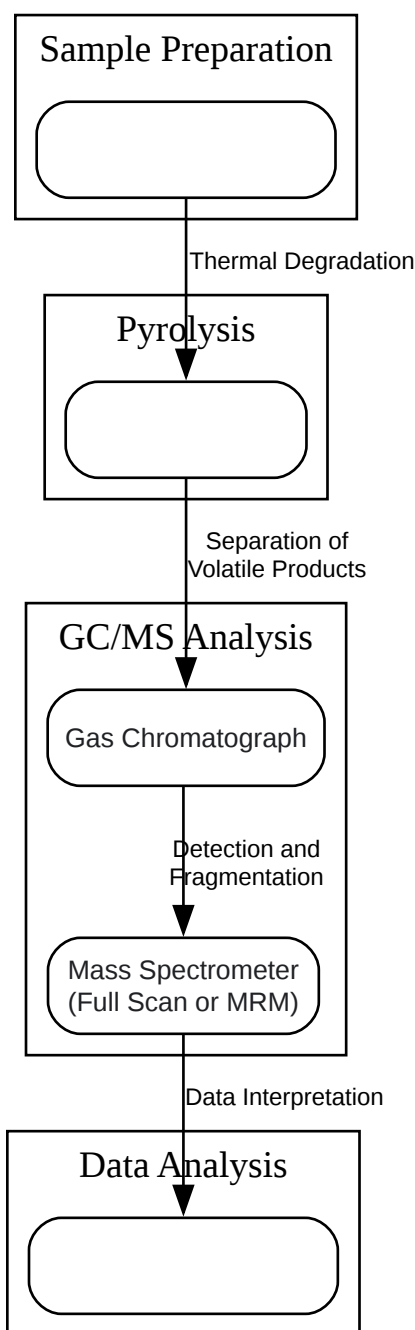 Sample Preparation
Thermal Degradation
Pyrolysis
Separation of
Volatile Products
GC/MS Analysis
Gas Chromatograph
Detection and
Fragmentation
Mass Spectrometer
(Full Scan or MRM)
Data Interpretation
Data Analysis